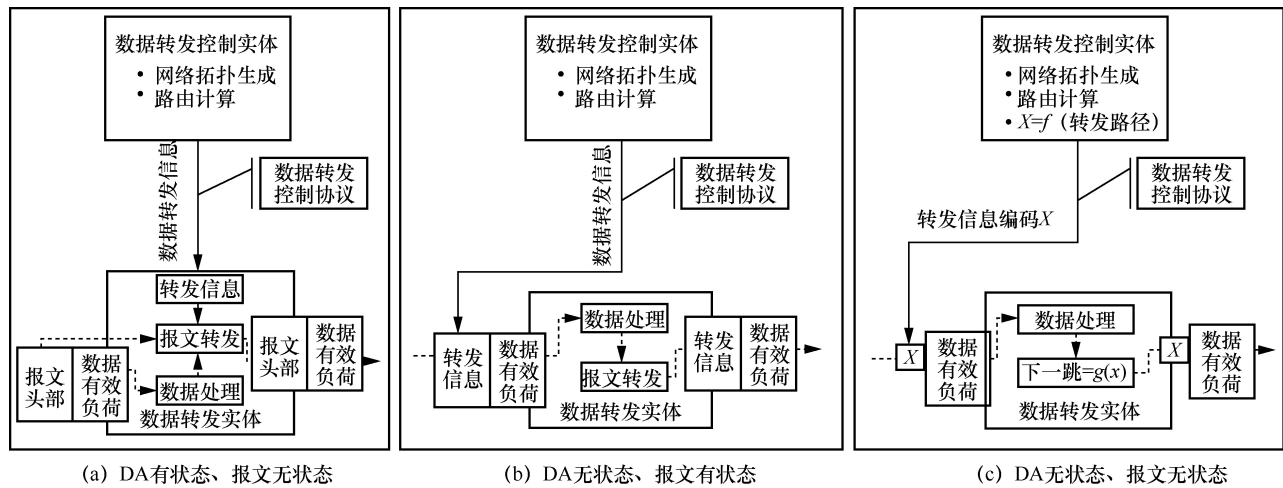 数据转发控制实体
• 网络拓扑生成
• 路由计算
数据转发信息
数据转发
控制协议
转发信息
报文转发
报文
头部
数据
有效
负荷
数据处理
报文
头部
数据
有效
负荷
数据转发实体
(a) DA有状态、报文无状态
数据转发控制实体
• 网络拓扑生成
• 路由计算
数据转发信息
数据转发
控制协议
转发
信息
数据
有效
负荷
数据处理
报文转发
转发
信息
数据
有效
负荷
数据转发实体
(b) DA无状态、报文有状态
数据转发控制实体
• 网络拓扑生成
• 路由计算
• X=f（转发路径）
数据转发
控制协议
转发信息编码X
X
数据
有效
负荷
数据处理
下一跳=g(x)
X
数据
有效
负荷
数据转发实体
(c) DA无状态、报文无状态